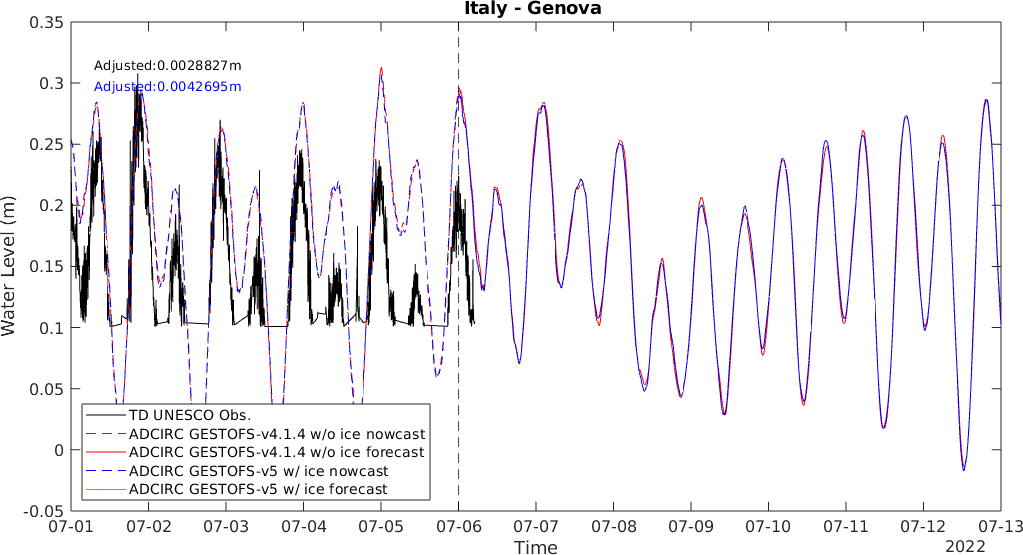 Italy - Genova
0.35
0.3
0.25
0.2
0.15
0.1
0.05
0
-0.05
Water Level (m)
Adjusted:0.0028827m
Adjusted:0.0042695m
TD UNESCO Obs.
ADCIRC GESTOFS-v4.1.4 w/o ice nowcast
ADCIRC GESTOFS-v4.1.4 w/o ice forecast
ADCIRC GESTOFS-v5 w/ ice nowcast
ADCIRC GESTOFS-v5 w/ ice forecast
07-01 07-02 07-03 07-04 07-05 07-06 07-07 07-08 07-09 07-10 07-11 07-12 07-13
Time
2022